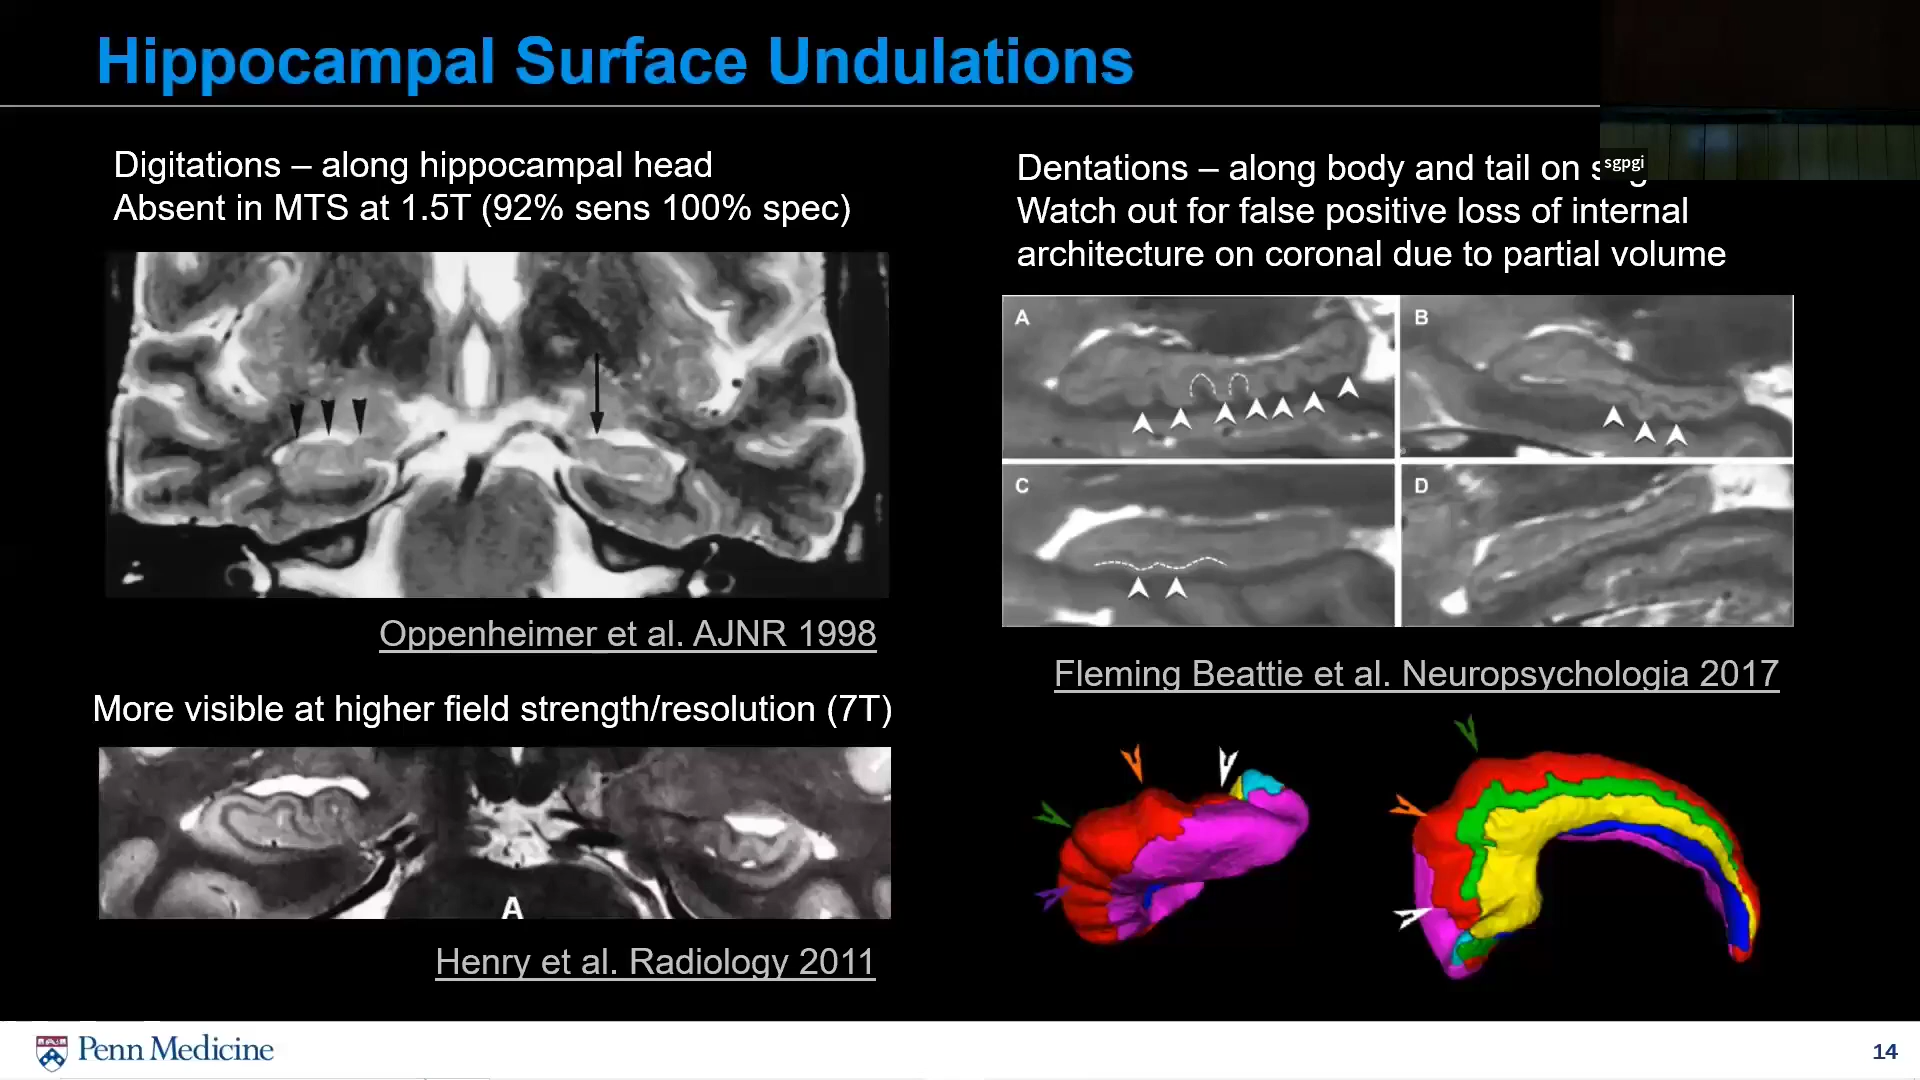 Hippocampal Surface Undulations
sgpgi
Digitations – along hippocampal head
Absent in MTS at 1.5T (92% sens 100% spec)
Oppenheimer et al. AJNR 1998
More visible at higher field strength/resolution (7T)
A
Henry et al. Radiology 2011
Dentations – along body and tail on
Watch out for false positive loss of internal
architecture on coronal due to partial volume
A
B
C
D
Fleming Beattie et al. Neuropsychologia 2017
Penn Medicine
14